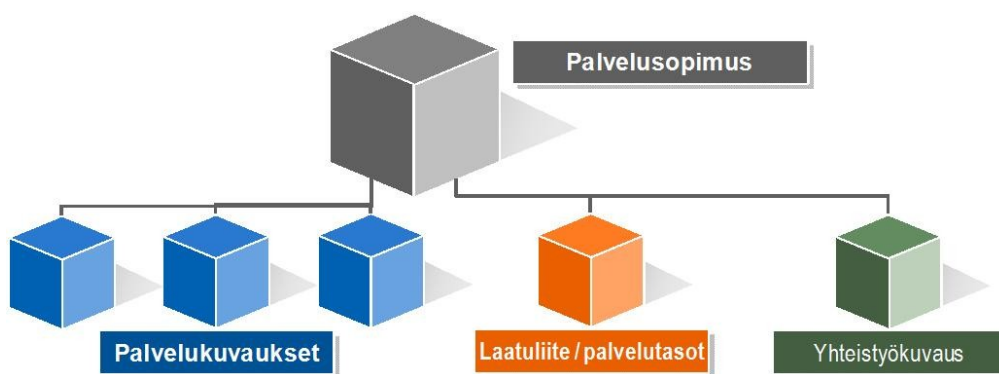 Palvelusopimus
Palvelukuvaukset
Laatuliite / palvelutasot
Yhteistyökuvaus